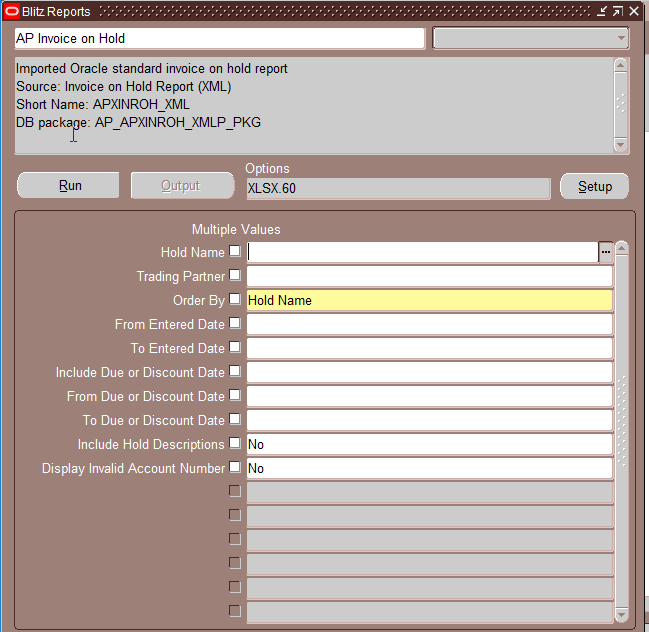 Blitz Reports
AP Invoice on Hold
Imported Oracle standard invoice on hold report
Source: Invoice on Hold Report (XML)
Short Name: APXINROH_XML
DB package: AP_APXINROH_XMLP_PKG
Run
Output
Options
XLSX.60
Setup
Multiple Values
Hold Name
Trading Partner
Order By Hold Name
From Entered Date
To Entered Date
Include Due or Discount Date
From Due or Discount Date
To Due or Discount Date
Include Hold Descriptions No
Display Invalid Account Number No